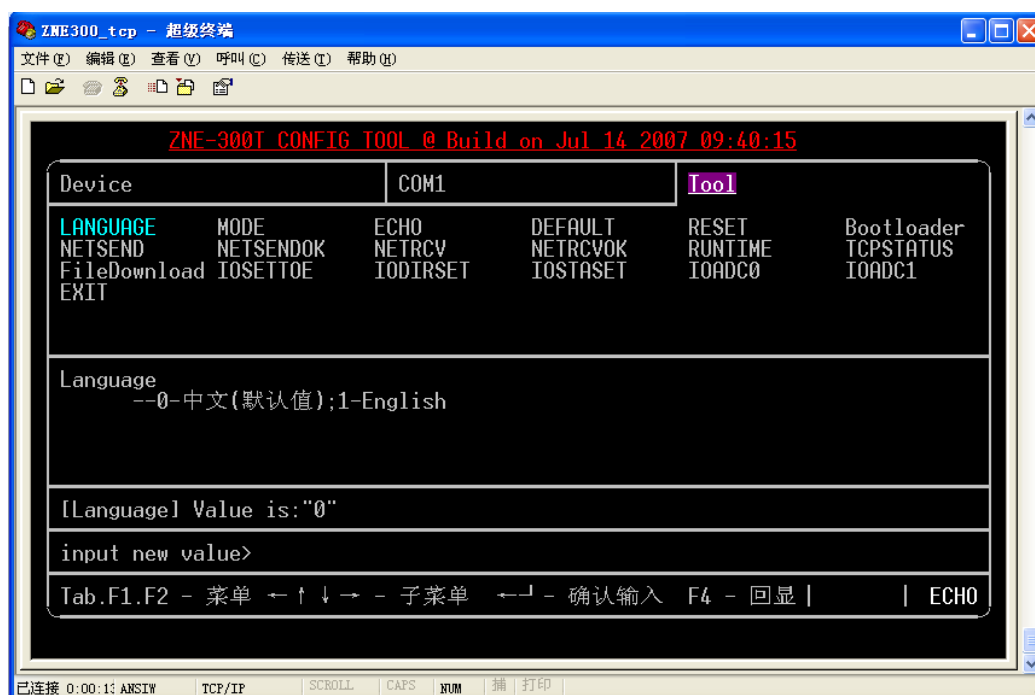 ZNE300_tcp - 超级终端
文件(F) 编辑(E) 查看(V) 呼叫(C) 传送(T) 帮助(H)
ZNE-300T CONFIG TOOL @ Build on Jul 14 2007 09:40:15
Device COM1 Tool
LANGUAGE MODE ECHO DEFAULT RESET Bootloader
NETSEND NETSENDOK NETRCV NETRCVOK RUNTIME TCPSTATUS
FileDownload IOSETTOE IODIRSET IOSTASET IOADC0 IOADC1
EXIT
Language
--0-中文(默认值);1-English
[Language] Value is:"0"
input new value>
Tab.F1.F2 - 菜单 ←↑↓→ - 子菜单 ←┘ - 确认输入 F4 - 回显 | | ECHO
已连接 0:00:13 ANSIW TCP/IP SCROLL CAPS NUM 捕 打印